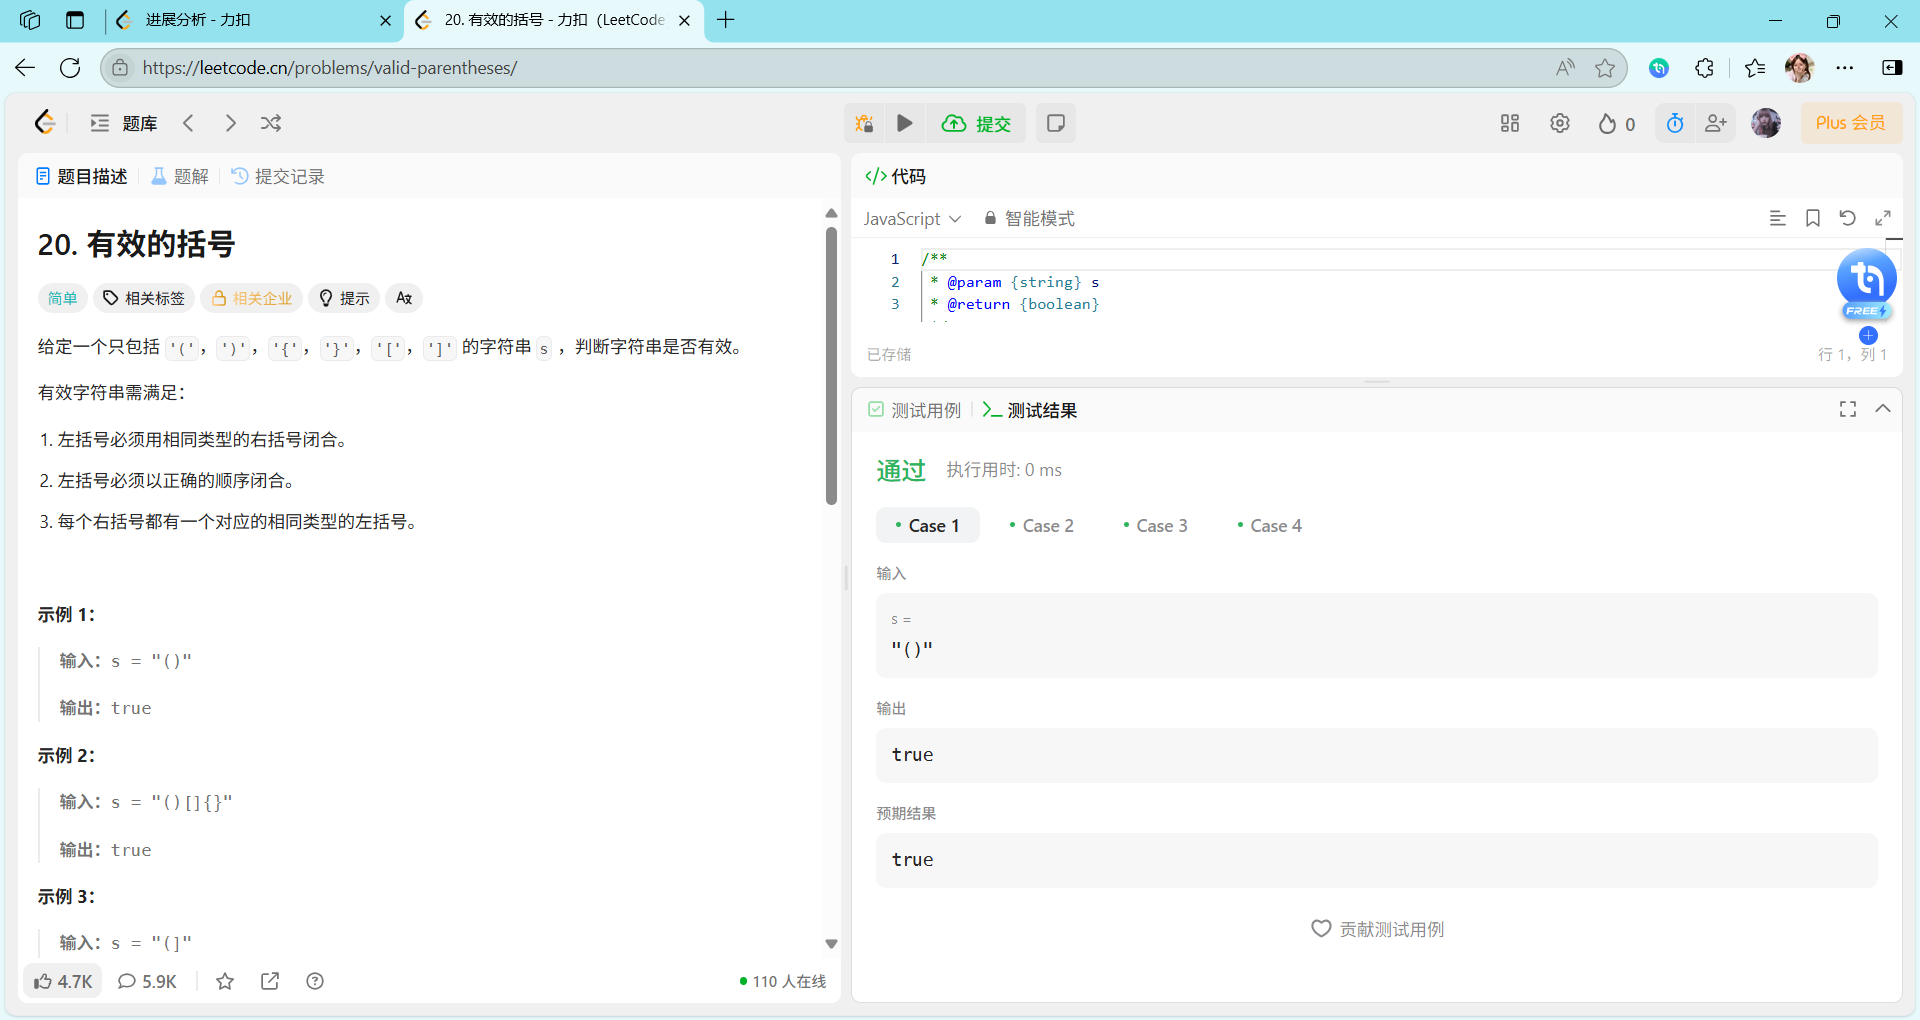 进展分析 - 力扣
20. 有效的括号 - 力扣（LeetCode
https://leetcode.cn/problems/valid-parentheses/
题库
提交
0
Plus 会员
题目描述
题解
提交记录
20. 有效的括号
简单
相关标签
相关企业
提示
给定一个只包括 '('，')'，'{'，'}'，'['，']' 的字符串 s ，判断字符串是否有效。
有效字符串需满足：
1. 左括号必须用相同类型的右括号闭合。
2. 左括号必须以正确的顺序闭合。
3. 每个右括号都有一个对应的相同类型的左括号。
示例 1：
输入：s = "()"
输出：true
示例 2：
输入：s = "()[]{}"
输出：true
示例 3：
输入：s = "(]"
4.7K
5.9K
110 人在线
</> 代码
JavaScript
智能模式
1 /**
2 * @param {string} s
3 * @return {boolean}
FREE
已存储
行 1，列 1
测试用例
测试结果
通过
执行用时: 0 ms
Case 1
Case 2
Case 3
Case 4
输入
s =
"()"
输出
true
预期结果
true
贡献测试用例